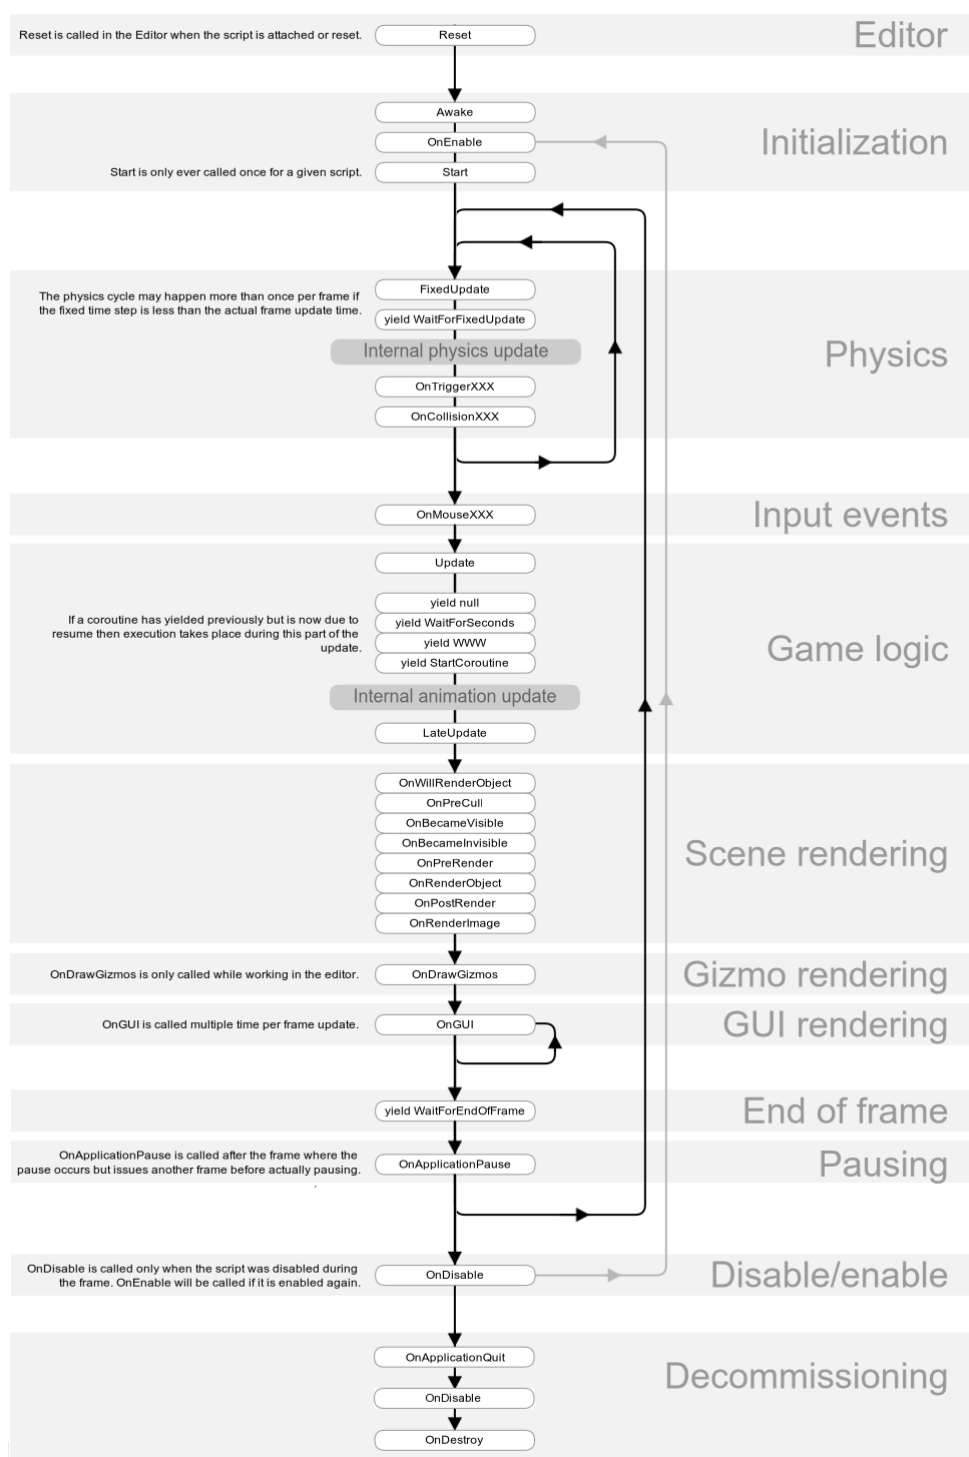 Reset is called in the Editor when the script is attached or reset.
Reset
Editor
Awake
OnEnable
Initialization
Start is only ever called once for a given script.
Start
The physics cycle may happen more than once per frame if
the fixed time step is less than the actual frame update time.
FixedUpdate
yield WaitForFixedUpdate
Internal physics update
Physics
OnTriggerXXX
OnCollisionXXX
OnMouseXXX
Input events
Update
yield null
If a coroutine has yielded previously but is now due to
resume then execution takes place during this part of the
update.
yield WaitForSeconds
yield WWW
yield StartCoroutine
Game logic
Internal animation update
LateUpdate
OnWillRenderObject
OnPreCull
OnBecameVisible
OnBecameInvisible
Scene rendering
OnPreRender
OnRenderObject
OnPostRender
OnRenderImage
OnDrawGizmos is only called while working in the editor.
OnDrawGizmos
Gizmo rendering
OnGUI is called multiple time per frame update.
OnGUI
GUI rendering
yield WaitForEndOfFrame
End of frame
OnApplicationPause is called after the frame where the
pause occurs but issues another frame before actually pausing.
OnApplicationPause
Pausing
OnDisable is called only when the script was disabled during
the frame. OnEnable will be called if it is enabled again.
OnDisable
Disable/enable
OnApplicationQuit
Decommissioning
OnDisable
OnDestroy